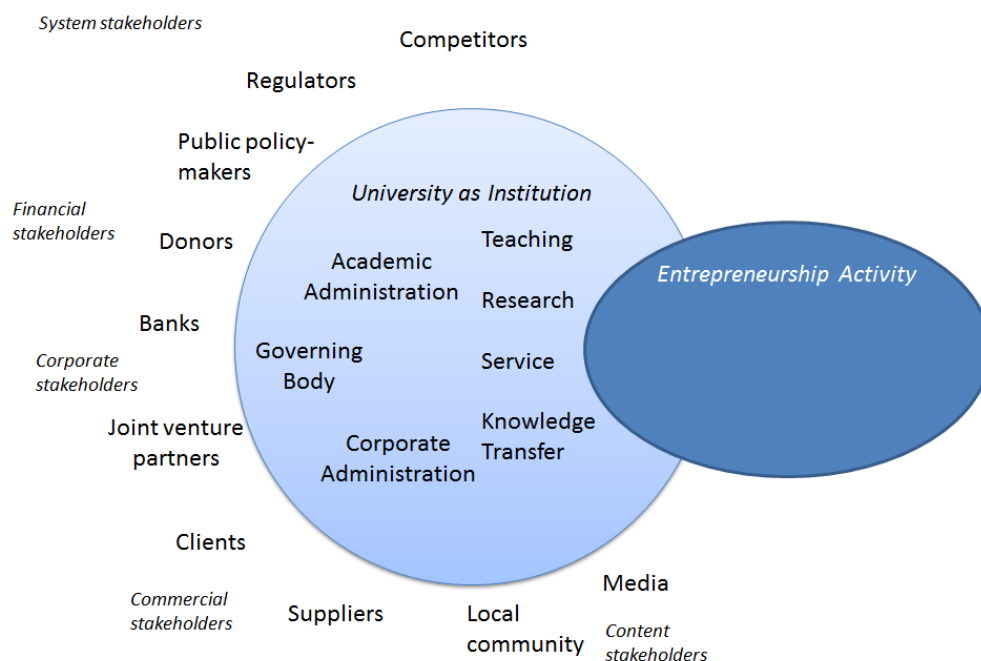 System stakeholders
Competitors
Regulators
Public policy-
makers
University as Institution
Financial
stakeholders
Donors
Teaching
Academic
Administration
Entrepreneurship Activity
Research
Banks
Governing
Body
Corporate
stakeholders
Service
Joint venture
partners
Knowledge
Transfer
Corporate
Administration
Clients
Media
Commercial
stakeholders
Suppliers
Local
community
Content
stakeholders